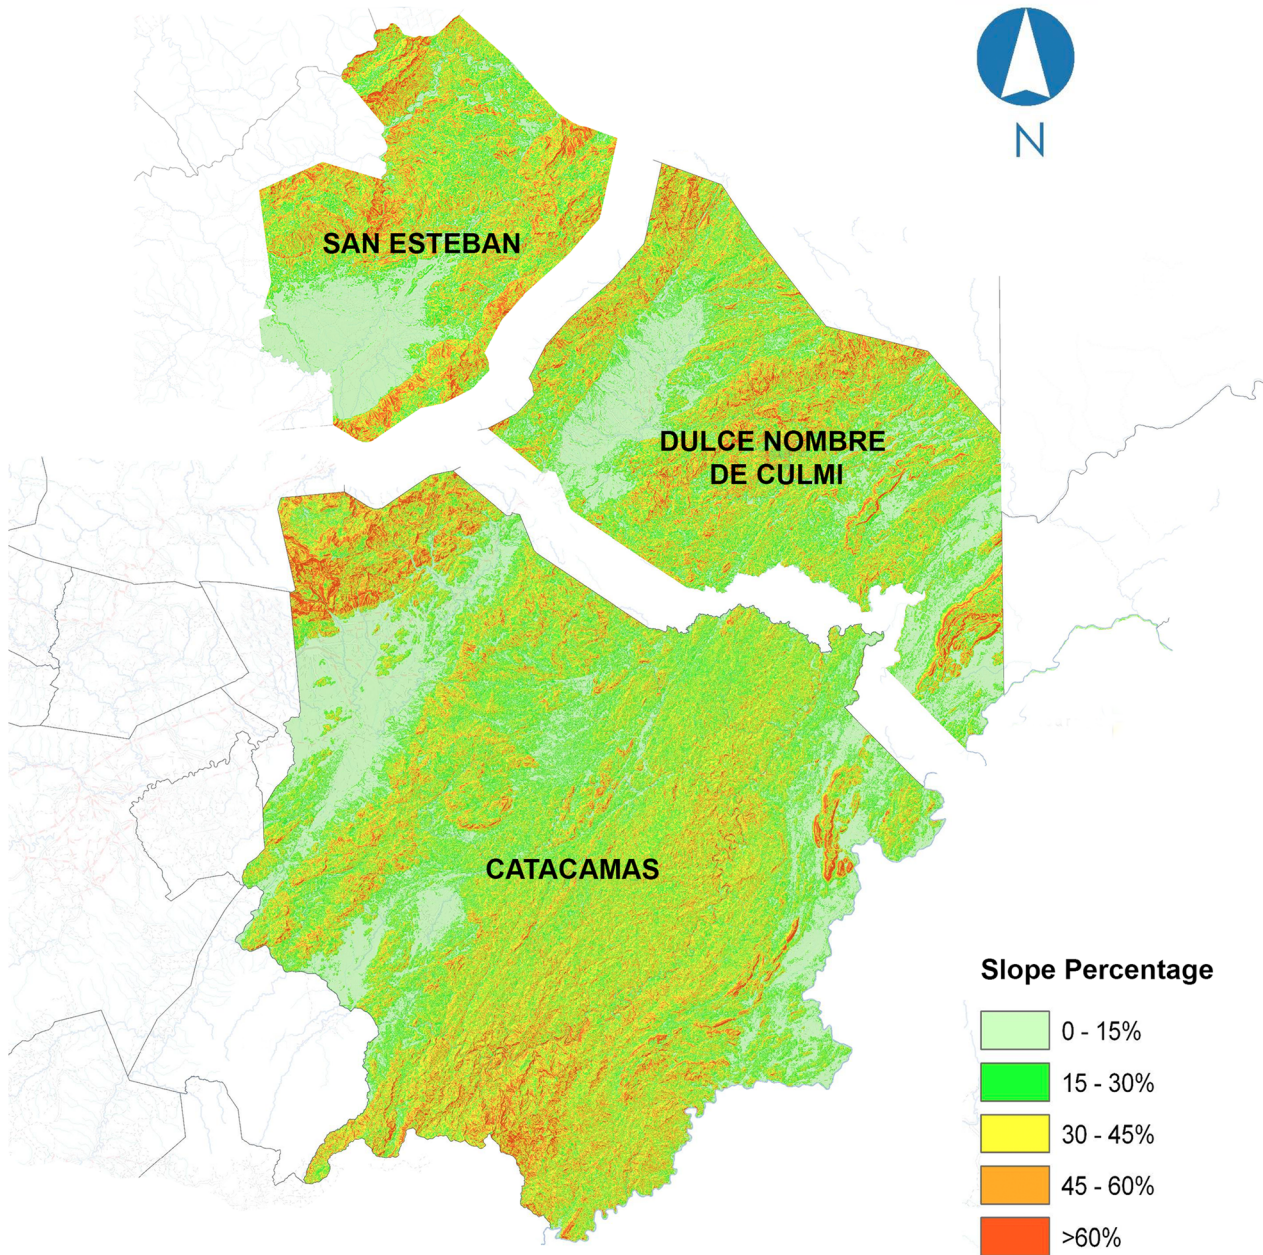 N
SAN ESTEBAN
DULCE NOMBRE
DE CULMI
CATACAMAS
Slope Percentage
0 - 15%
15 - 30%
30 - 45%
45 - 60%
>60%